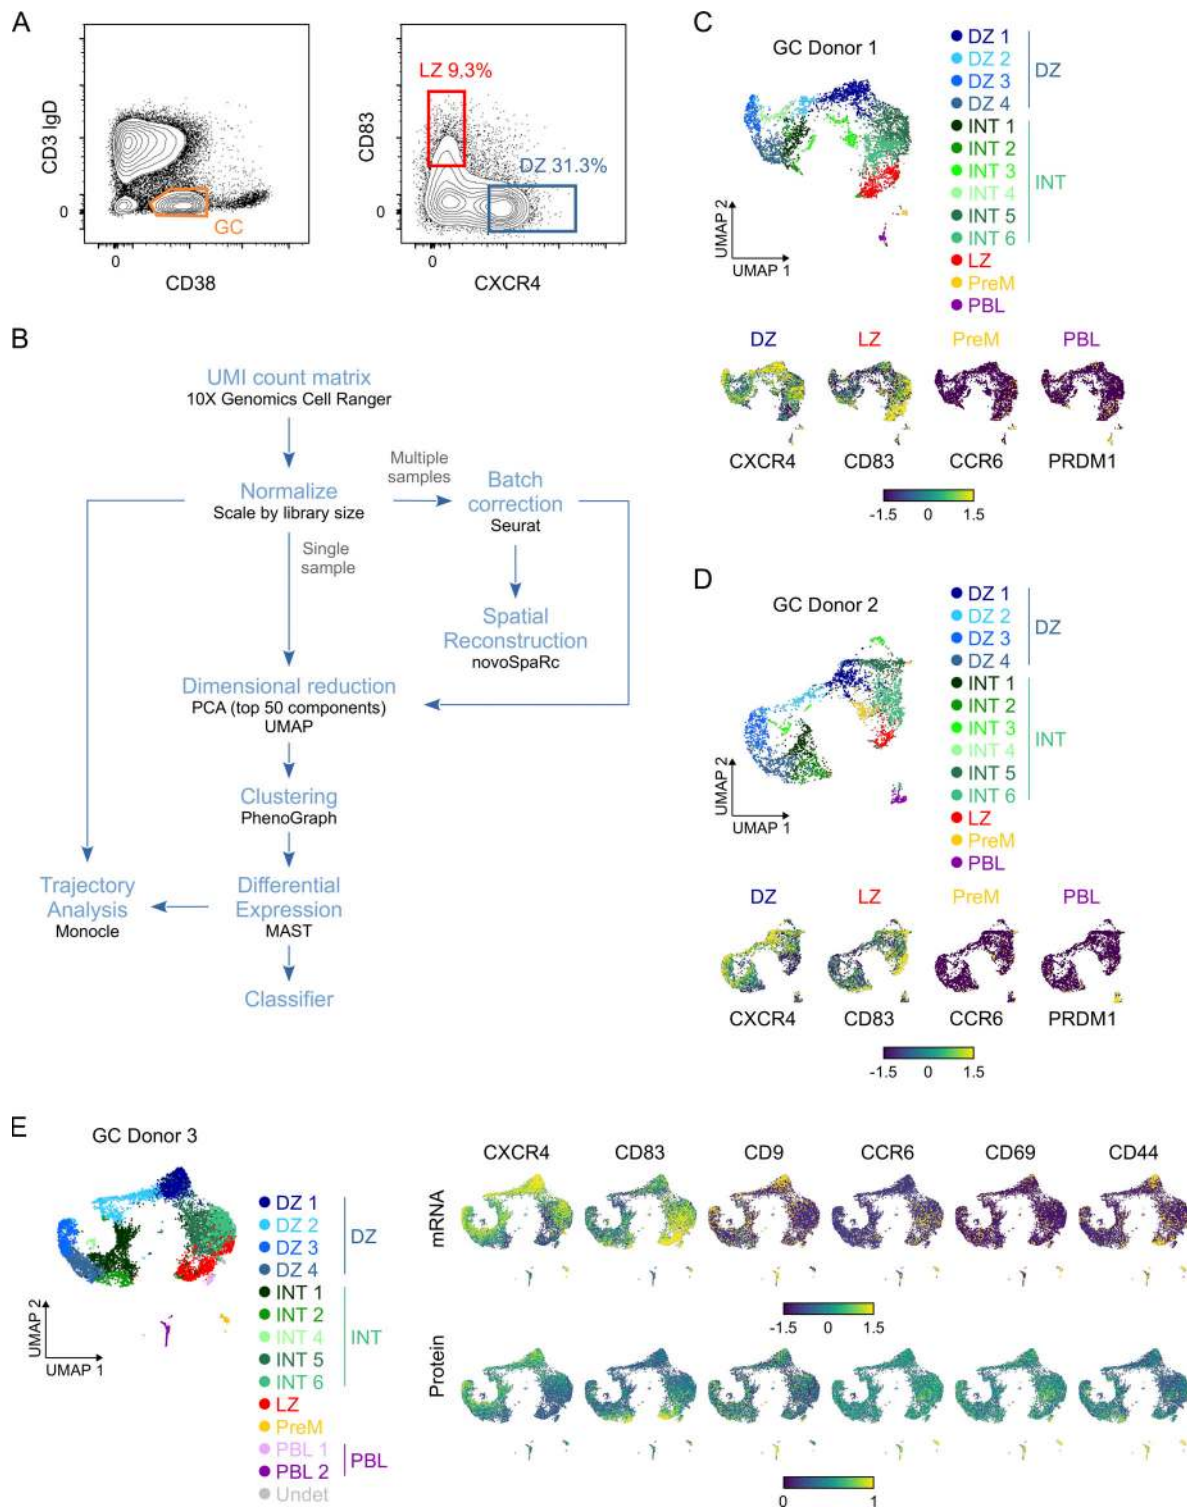 A
CD3 IgD
0
0
CD38
GC
CD83
0
0
CXCR4
LZ 9,3%
DZ 31.3%
B
UMI count matrix
10X Genomics Cell Ranger
Normalize
Scale by library size
Multiple
samples
Batch
correction
Seurat
Single
sample
Spatial
Reconstruction
novoSpaRc
Dimensional reduction
PCA (top 50 components)
UMAP
Clustering
PhenoGraph
Trajectory
Analysis
Monocle
Differential
Expression
MAST
Classifier
C
GC Donor 1
UMAP 2
UMAP 1
DZ 1
DZ 2
DZ 3
DZ 4
DZ
INT 1
INT 2
INT 3
INT 4
INT 5
INT 6
INT
LZ
PreM
PBL
DZ LZ PreM PBL
CXCR4 CD83 CCR6 PRDM1
-1.5 0 1.5
D
GC Donor 2
UMAP 2
UMAP 1
DZ 1
DZ 2
DZ 3
DZ 4
DZ
INT 1
INT 2
INT 3
INT 4
INT 5
INT 6
INT
LZ
PreM
PBL
DZ LZ PreM PBL
CXCR4 CD83 CCR6 PRDM1
-1.5 0 1.5
E
GC Donor 3
UMAP 2
UMAP 1
DZ 1
DZ 2
DZ 3
DZ 4
DZ
INT 1
INT 2
INT 4
INT 5
INT 6
INT
LZ
PreM
PBL 1
PBL 2
PBL
Undet
CXCR4 CD83 CD9 CCR6 CD69 CD44
mRNA
-1.5 0 1.5
Protein
0 1